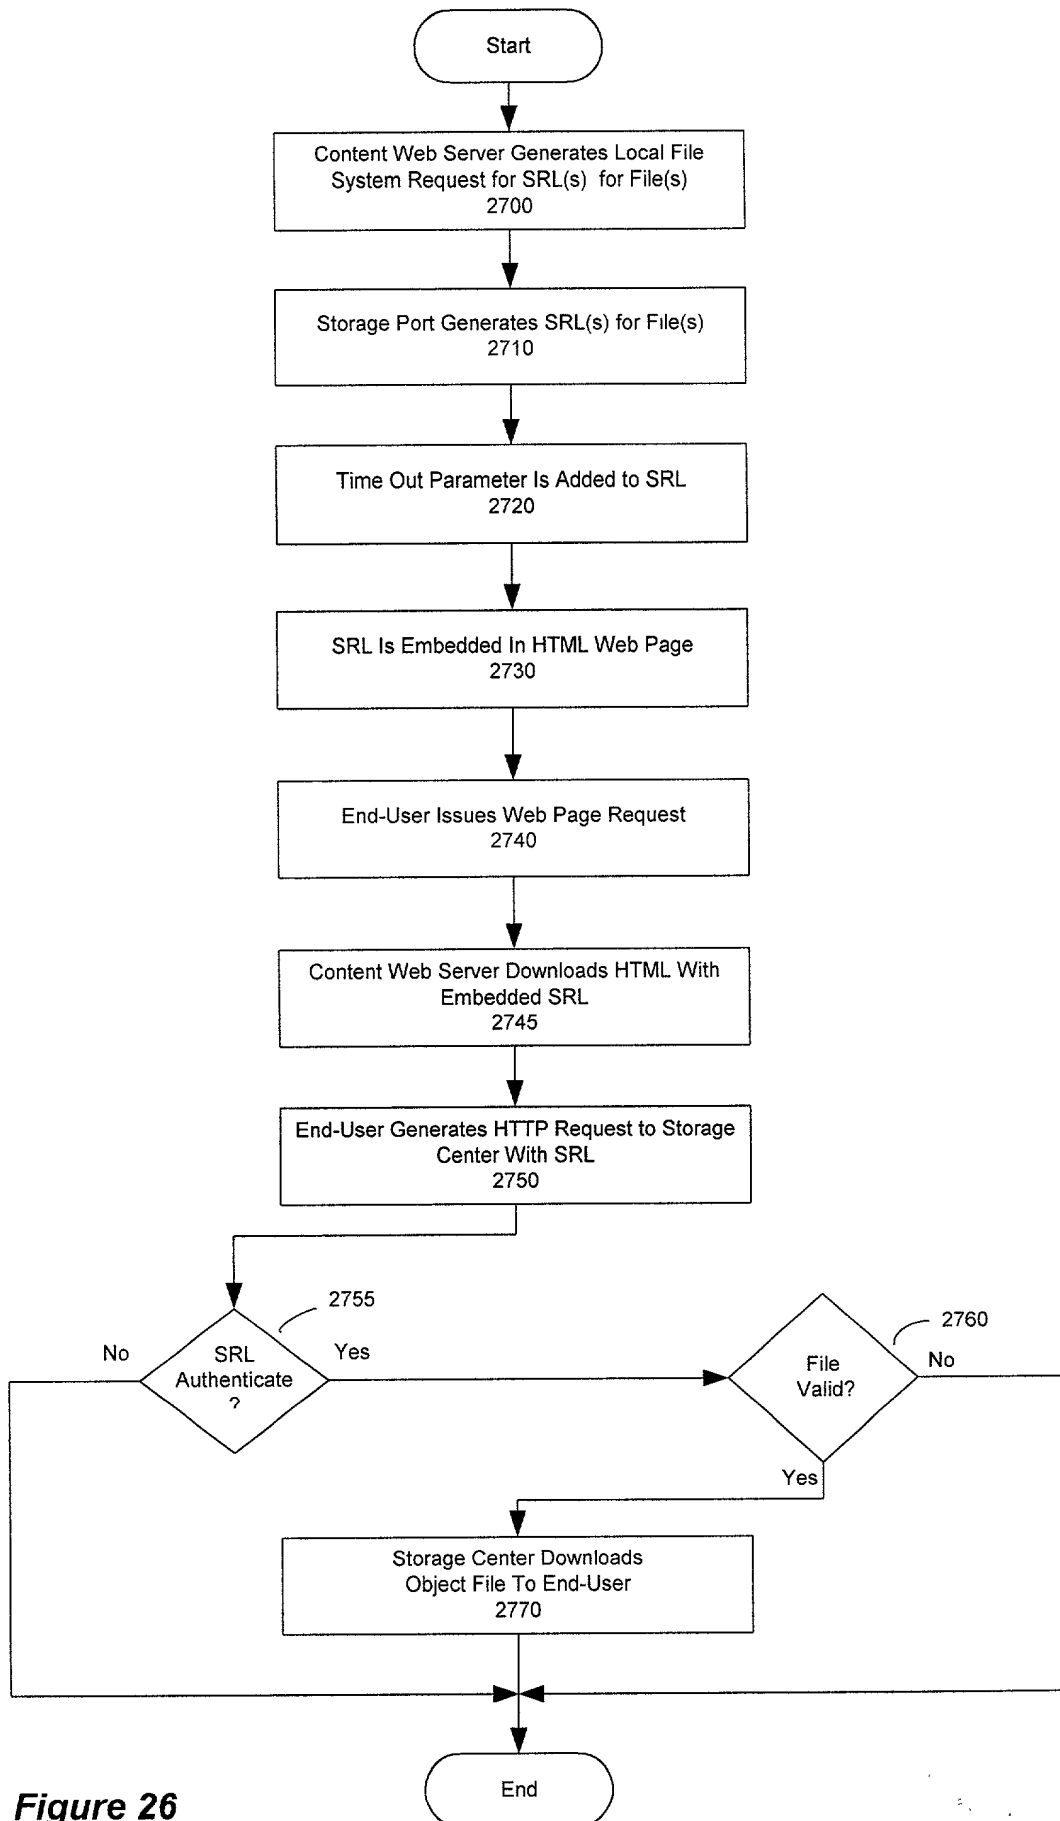 Start
Content Web Server Generates Local File
System Request for SRL(s) for File(s)
2700
Storage Port Generates SRL(s) for File(s)
2710
Time Out Parameter Is Added to SRL
2720
SRL Is Embedded In HTML Web Page
2730
End-User Issues Web Page Request
2740
Content Web Server Downloads HTML With
Embedded SRL
2745
End-User Generates HTTP Request to Storage
Center With SRL
2750
2755
No
SRL
Authenticate
?
Yes
2760
File
Valid?
No
Yes
Storage Center Downloads
Object File To End-User
2770
End
Figure 26